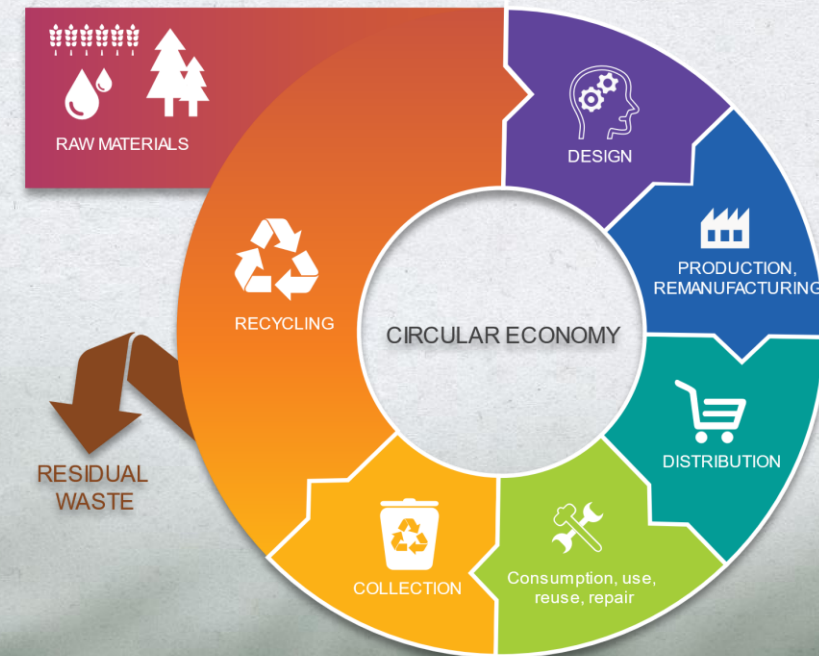 RAW MATERIALS
DESIGN
PRODUCTION,
REMANUFACTURING
RECYCLING
CIRCULAR ECONOMY
DISTRIBUTION
RESIDUAL
WASTE
COLLECTION
Consumption, use,
reuse, repair